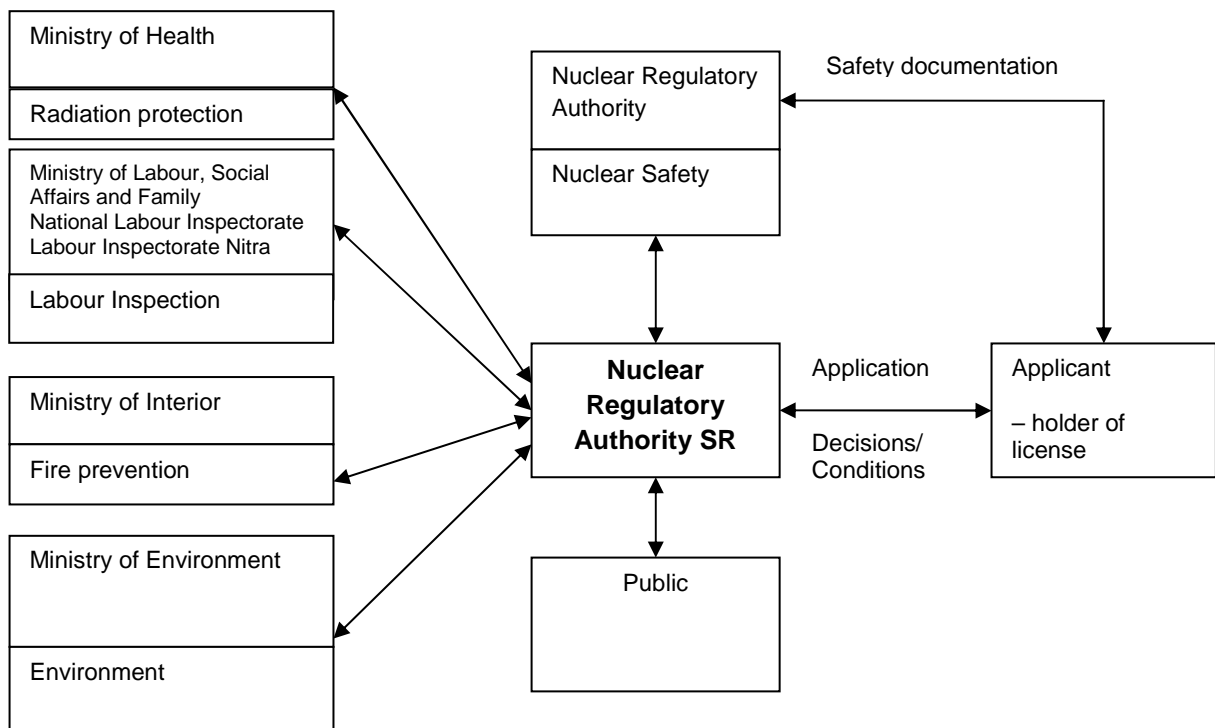 Ministry of Health
Radiation protection
Ministry of Labour, Social
Affairs and Family
National Labour Inspectorate
Labour Inspectorate Nitra
Labour Inspection
Ministry of Interior
Fire prevention
Ministry of Environment
Environment
Nuclear Regulatory
Authority
Nuclear Safety
Safety documentation
Nuclear
Regulatory
Authority SR
Application
Decisions/
Conditions
Applicant
– holder of
license
Public